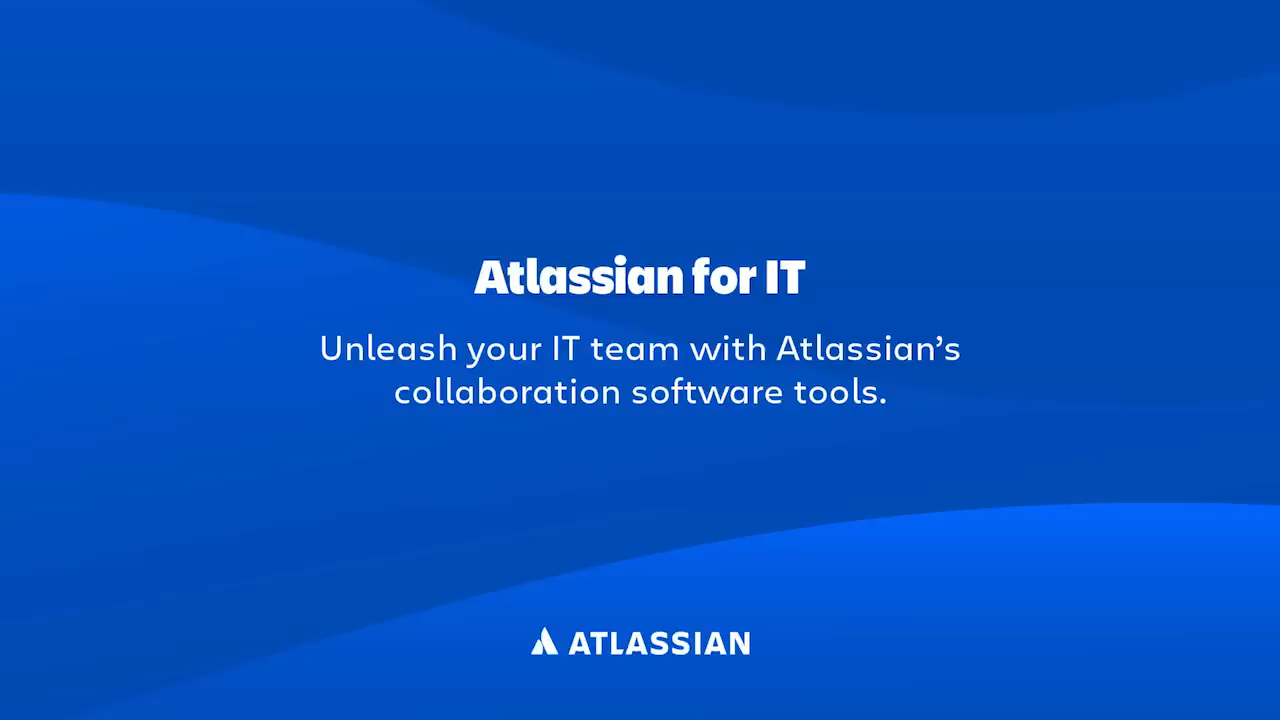 Atlassian for IT
Unleash your IT team with Atlassian’s
collaboration software tools.
ATLASSIAN